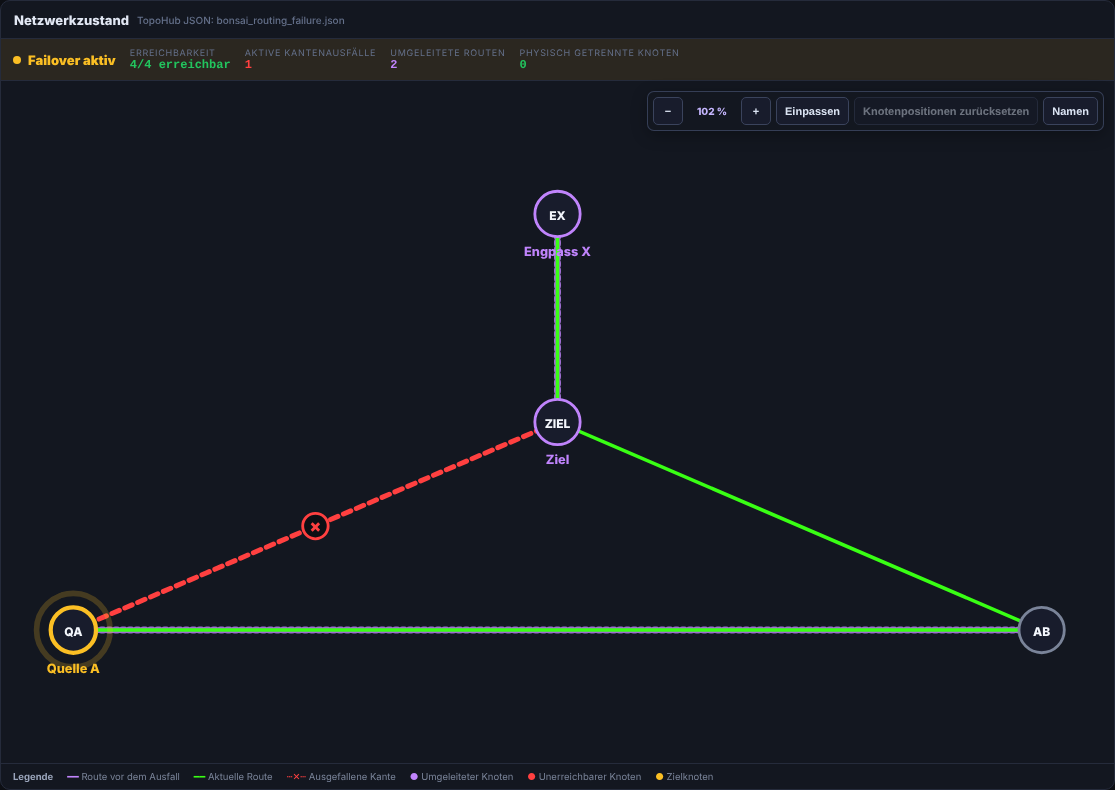 Netzwerkzustand TopoHub JSON: bonsai_routing_failure.json
Failover aktiv
ERREICHBARKEIT
4/4 erreichbar
AKTIVE KANTENAUSFÄLLE
1
UMGELEITETE ROUTEN
2
PHYSISCH GETRENNTE KNOTEN
0
− 102 % + Einpassen Knotenpositionen zurücksetzen Namen
EX
Engpass X
ZIEL
Ziel
QA
Quelle A
AB
Legende Route vor dem Ausfall Aktuelle Route Ausgefallene Kante Umgeleiteter Knoten Unerreichbarer Knoten Zielknoten